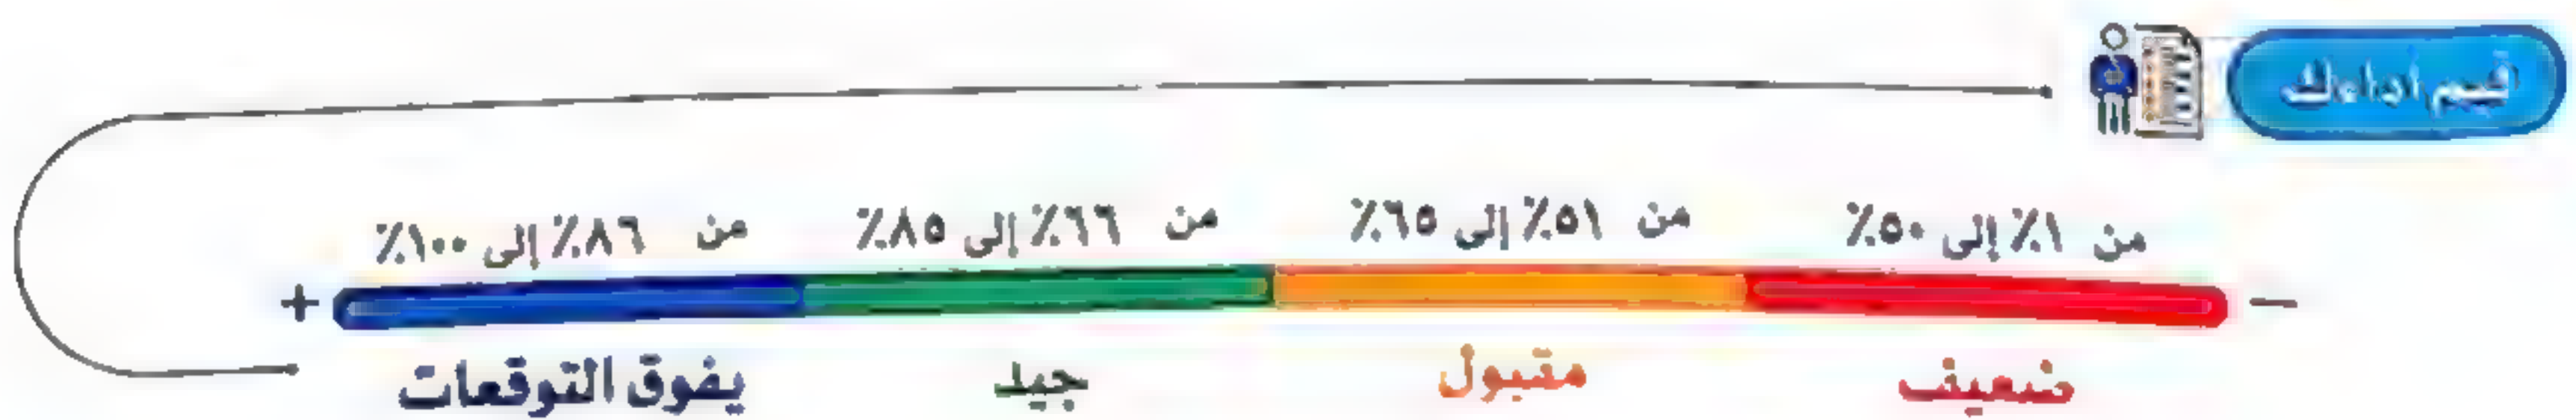 قيم أداءك
من ١٪ إلى ٥٠٪ من ٥١٪ إلى ٦٥٪ من ٦٦٪ إلى ٨٥٪ من ٨٦٪ إلى ١٠٠٪
− +
ضعيف مقبول جيد يفوق التوقعات